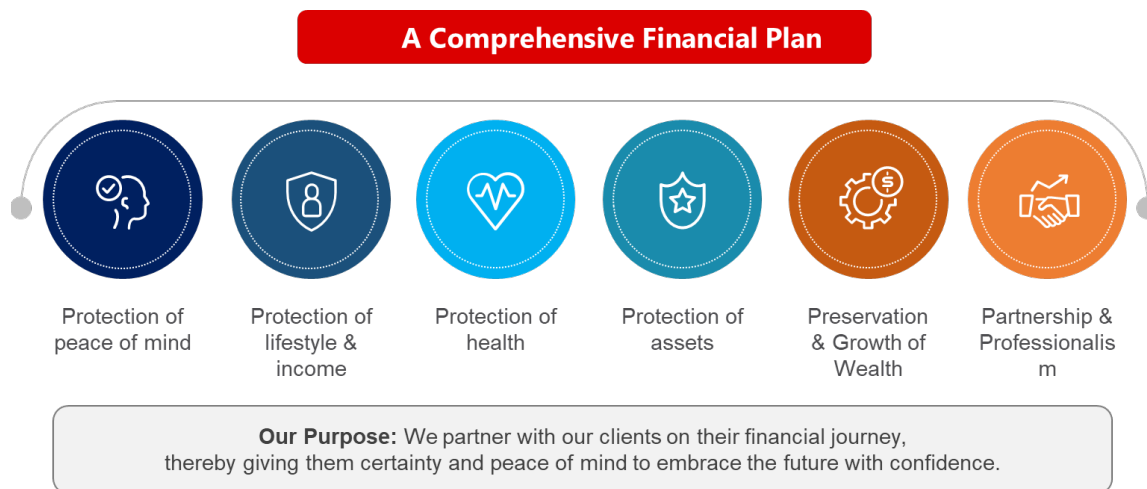 A Comprehensive Financial Plan
$
Protection of
peace of mind
Protection of
lifestyle &
income
Protection of
health
Protection of
assets
Preservation
& Growth of
Wealth
Partnership &
Professionalis
m
Our Purpose: We partner with our clients on their financial journey,
thereby giving them certainty and peace of mind to embrace the future with confidence.